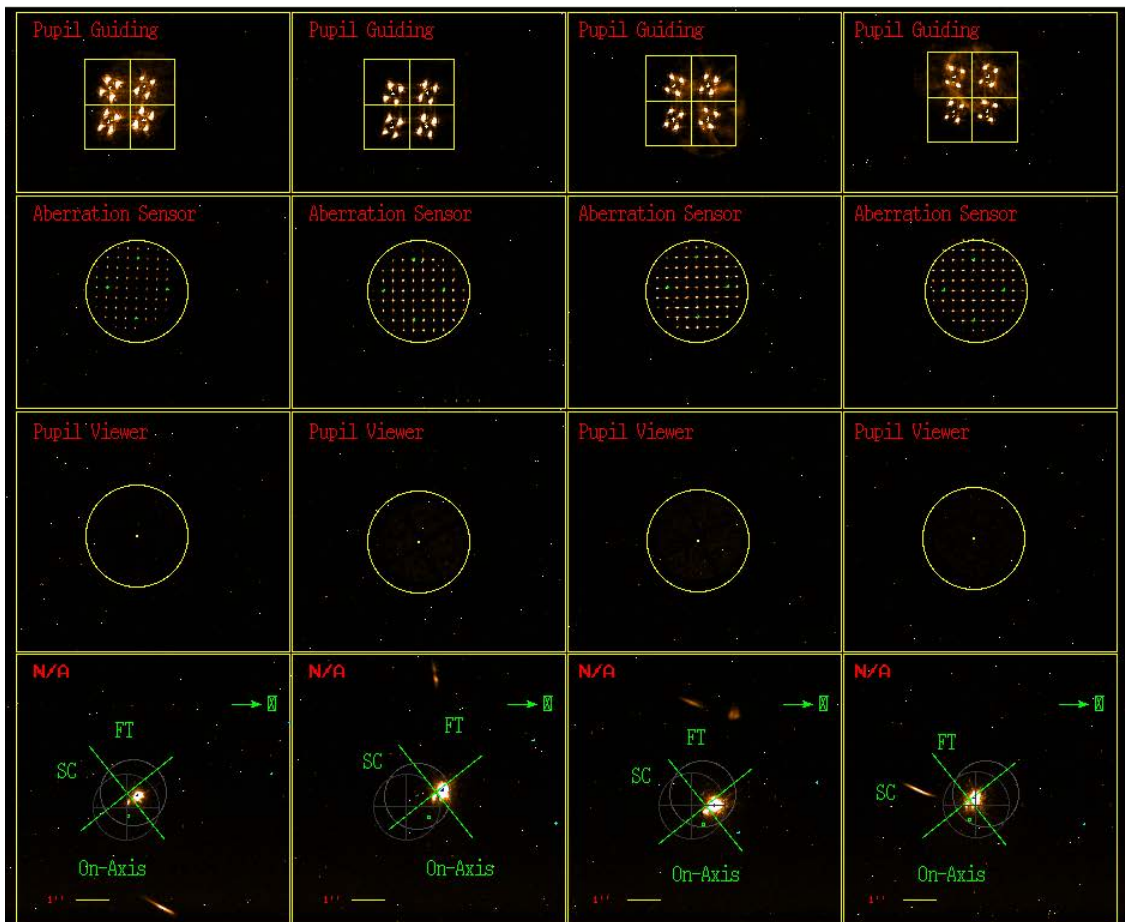 Pupil Guiding Pupil Guiding Pupil Guiding Pupil Guiding
Aberration Sensor Aberration Sensor Aberration Sensor Aberration Sensor
Pupil Viewer Pupil Viewer Pupil Viewer Pupil Viewer
N/A N/A N/A N/A
FT FT FT FT
SC SC SC SC
On-Axis On-Axis On-Axis On-Axis
1'' 1'' 1'' 1''